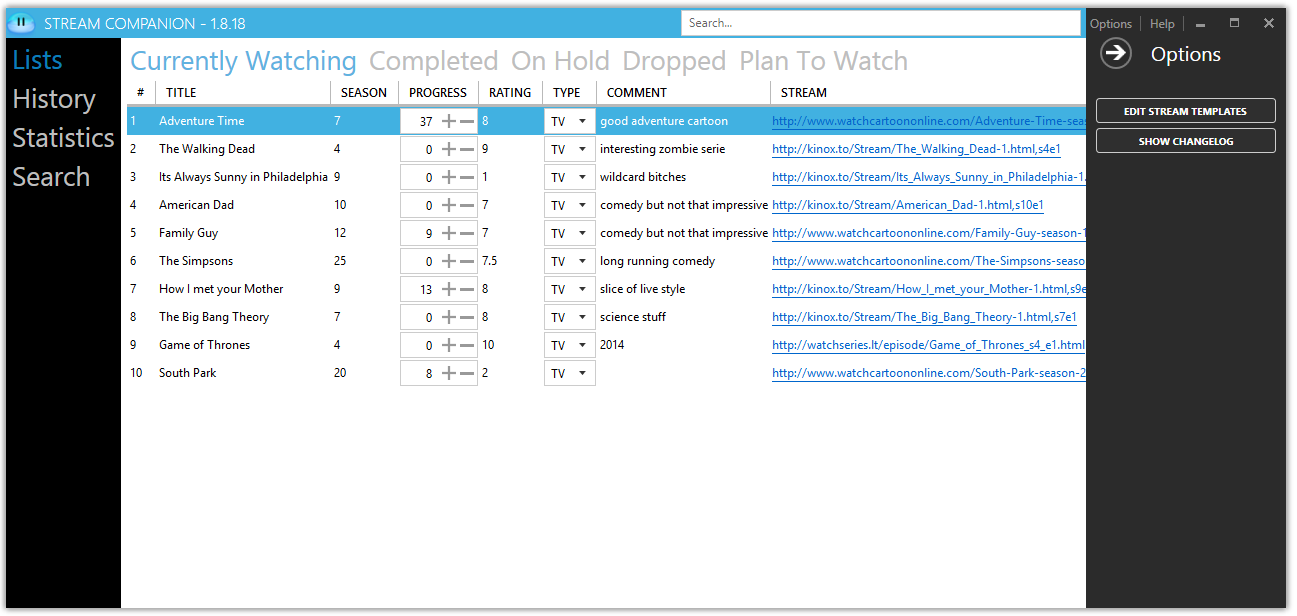 STREAM COMPANION - 1.8.18 Search... Options Help
Lists
History
Statistics
Search
Currently Watching Completed On Hold Dropped Plan To Watch
# TITLE SEASON PROGRESS RATING TYPE COMMENT STREAM
1 Adventure Time 7 37 8 TV good adventure cartoon http://www.watchcartoononline.com/Adventure-Time-seas
2 The Walking Dead 4 0 9 TV interesting zombie serie http://kinox.to/Stream/The_Walking_Dead-1.html,s4e1
3 Its Always Sunny in Philadelphia 9 0 1 TV wildcard bitches http://kinox.to/Stream/Its_Always_Sunny_in_Philadelphia-1.
4 American Dad 10 0 7 TV comedy but not that impressive http://kinox.to/Stream/American_Dad-1.html,s10e1
5 Family Guy 12 9 7 TV comedy but not that impressive http://www.watchcartoononline.com/Family-Guy-season-1
6 The Simpsons 25 0 7.5 TV long running comedy http://www.watchcartoononline.com/The-Simpsons-seaso
7 How I met your Mother 9 13 8 TV slice of live style http://kinox.to/Stream/How_I_met_your_Mother-1.html,s9e
8 The Big Bang Theory 7 0 8 TV science stuff http://kinox.to/Stream/The_Big_Bang_Theory-1.html,s7e1
9 Game of Thrones 4 0 10 TV 2014 http://watchseries.lt/episode/Game_of_Thrones_s4_e1.html
10 South Park 20 8 2 TV http://www.watchcartoononline.com/South-Park-season-2
Options
EDIT STREAM TEMPLATES
SHOW CHANGELOG